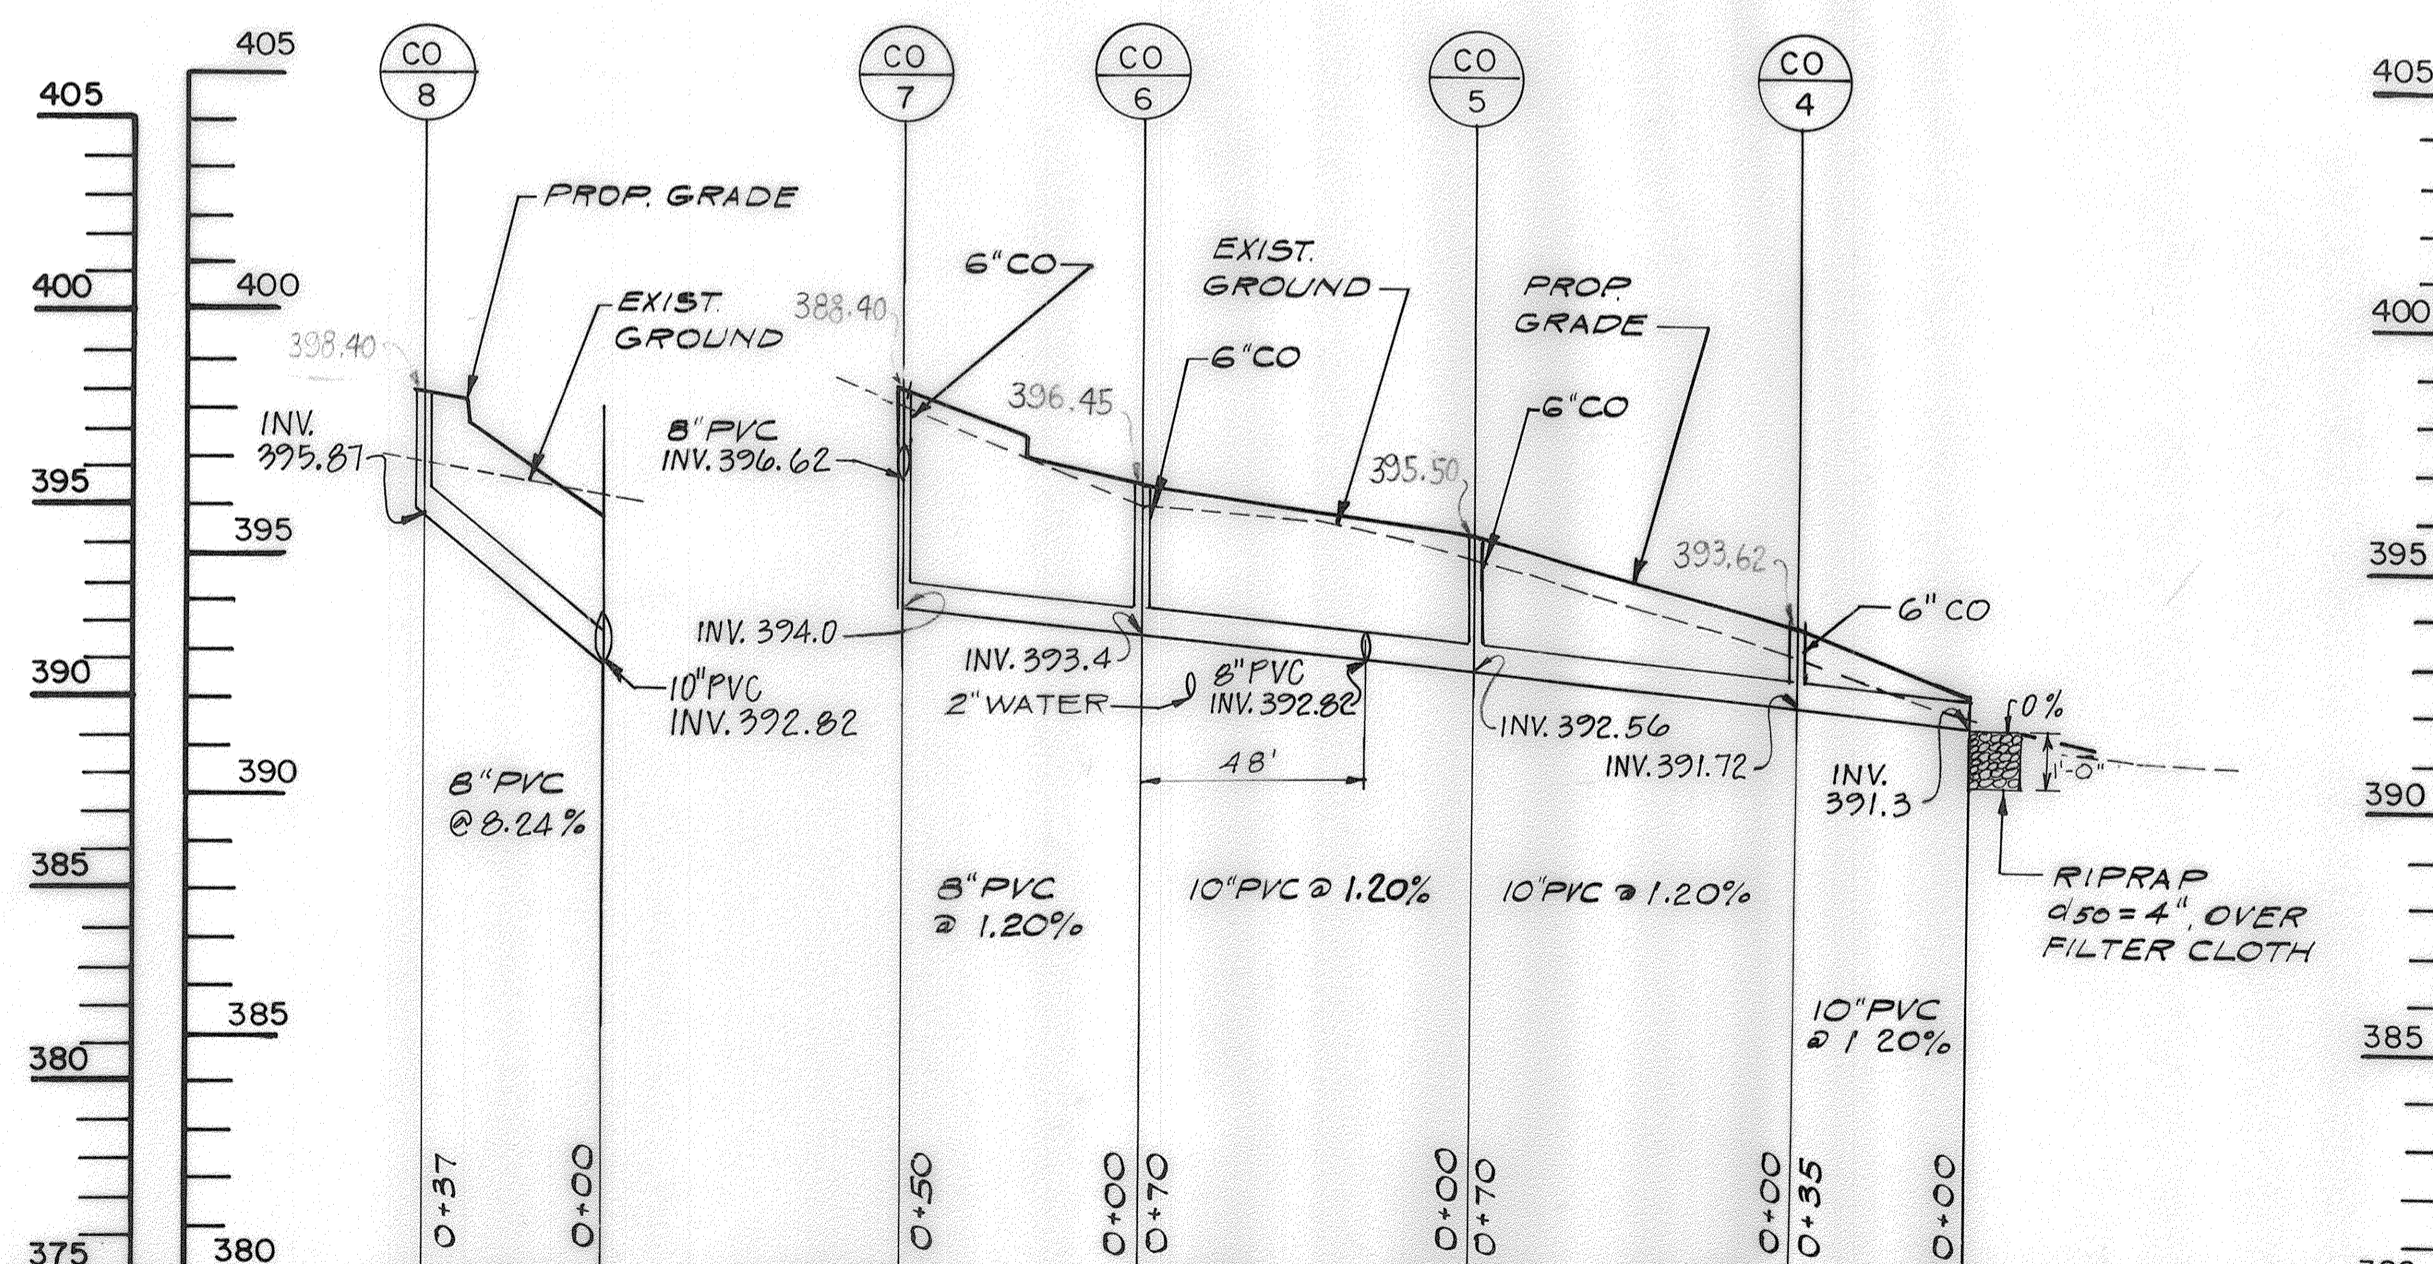 405
400
395
390
385
380
375
405
400
395
390
385
380
CO
8
CO
7
CO
6
CO
5
CO
4
PROP. GRADE
EXIST.
GROUND
398.40
INV.
395.87
10"PVC
INV. 392.82
8"PVC
@ 8.24%
388.40
6"CO
8"PVC
INV. 396.62
INV. 394.0
396.45
6"CO
EXIST.
GROUND
INV. 393.4
2" WATER
8"PVC
INV. 392.82
48'
395.50
6"CO
PROP.
GRADE
INV. 392.56
393.62
6" CO
INV. 391.72
INV.
391.3
0%
1'-0"
RIPRAP
d50 = 4", OVER
FILTER CLOTH
8"PVC
@ 1.20%
10"PVC @ 1.20%
10"PVC @ 1.20%
10"PVC
@ 1 20%
0+37
0+00
0+50
0+00
0+70
0+00
0+70
0+00
0+35
0+00
405
400
395
390
385